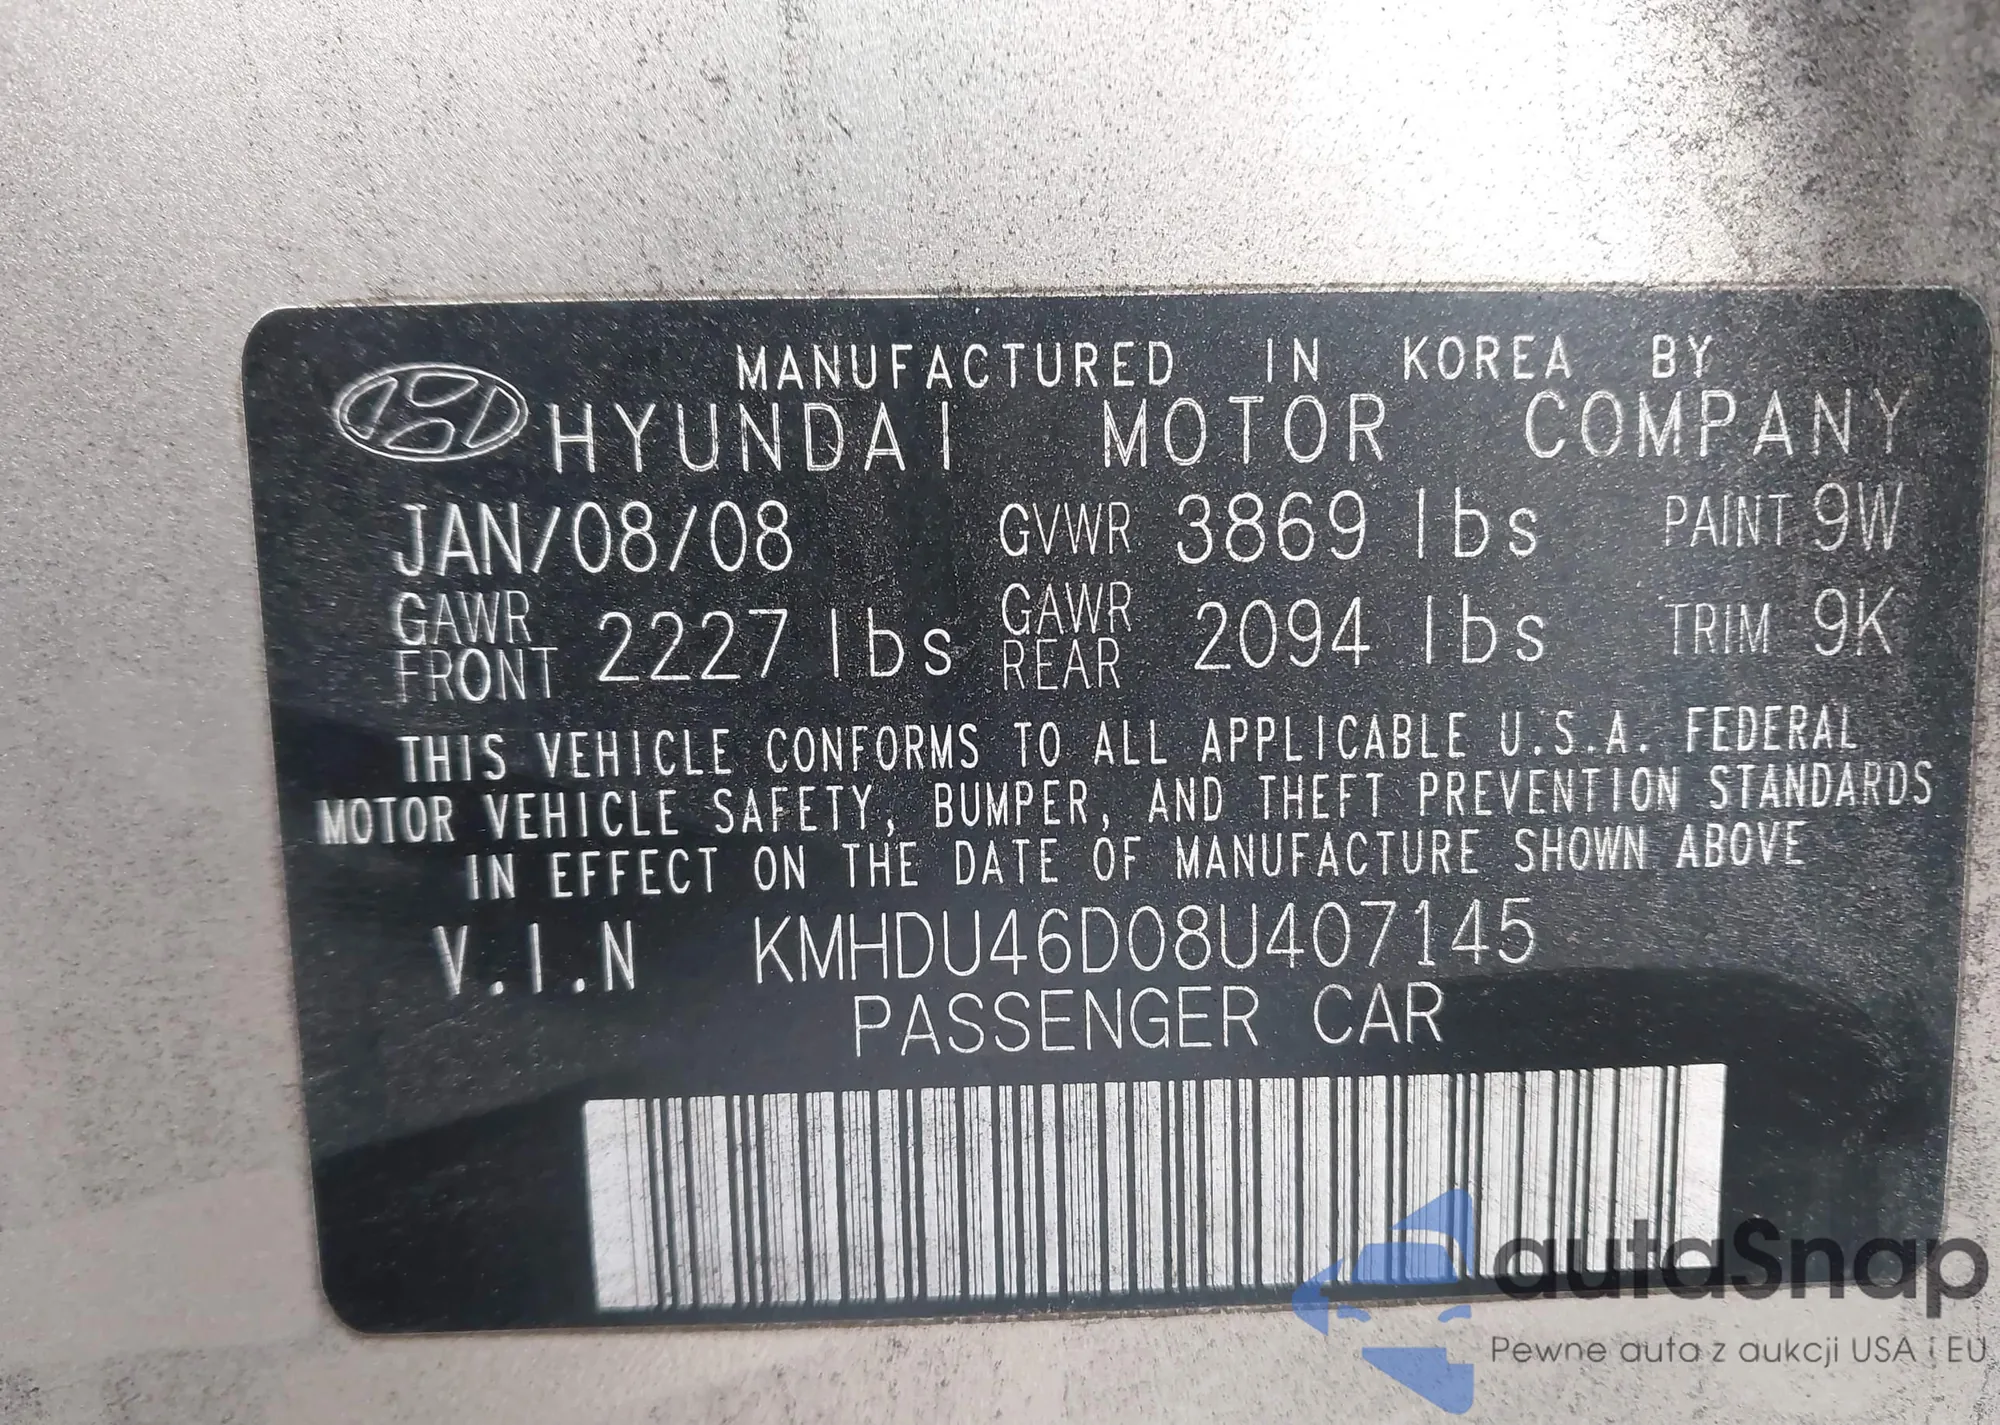 MANUFACTURED IN KOREA BY
HYUNDAI MOTOR COMPANY
JAN/08/08 GVWR 3869 lbs PAINT 9W
GAWR FRONT 2227 lbs GAWR REAR 2094 lbs TRIM 9K
THIS VEHICLE CONFORMS TO ALL APPLICABLE U.S.A. FEDERAL
MOTOR VEHICLE SAFETY, BUMPER, AND THEFT PREVENTION STANDARDS
IN EFFECT ON THE DATE OF MANUFACTURE SHOWN ABOVE
V.I.N KMHDU46D08U407145
PASSENGER CAR
autaSnap
Pewne auta z aukcji USA i EU